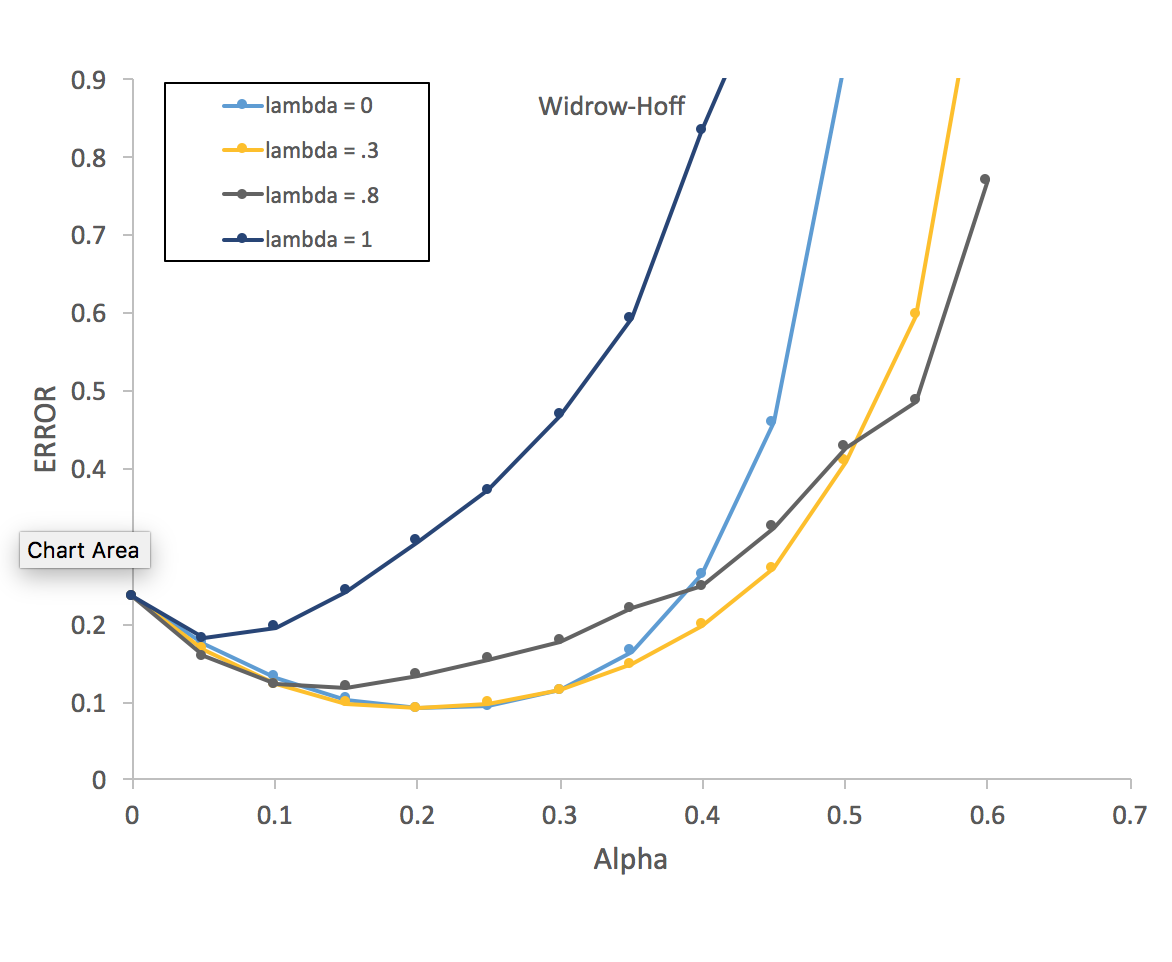 0.9
0.8
0.7
0.6
0.5
0.4
0.2
0.1
0
ERROR
Chart Area
lambda = 0
lambda = .3
lambda = .8
lambda = 1
Widrow-Hoff
0 0.1 0.2 0.3 0.4 0.5 0.6 0.7
Alpha